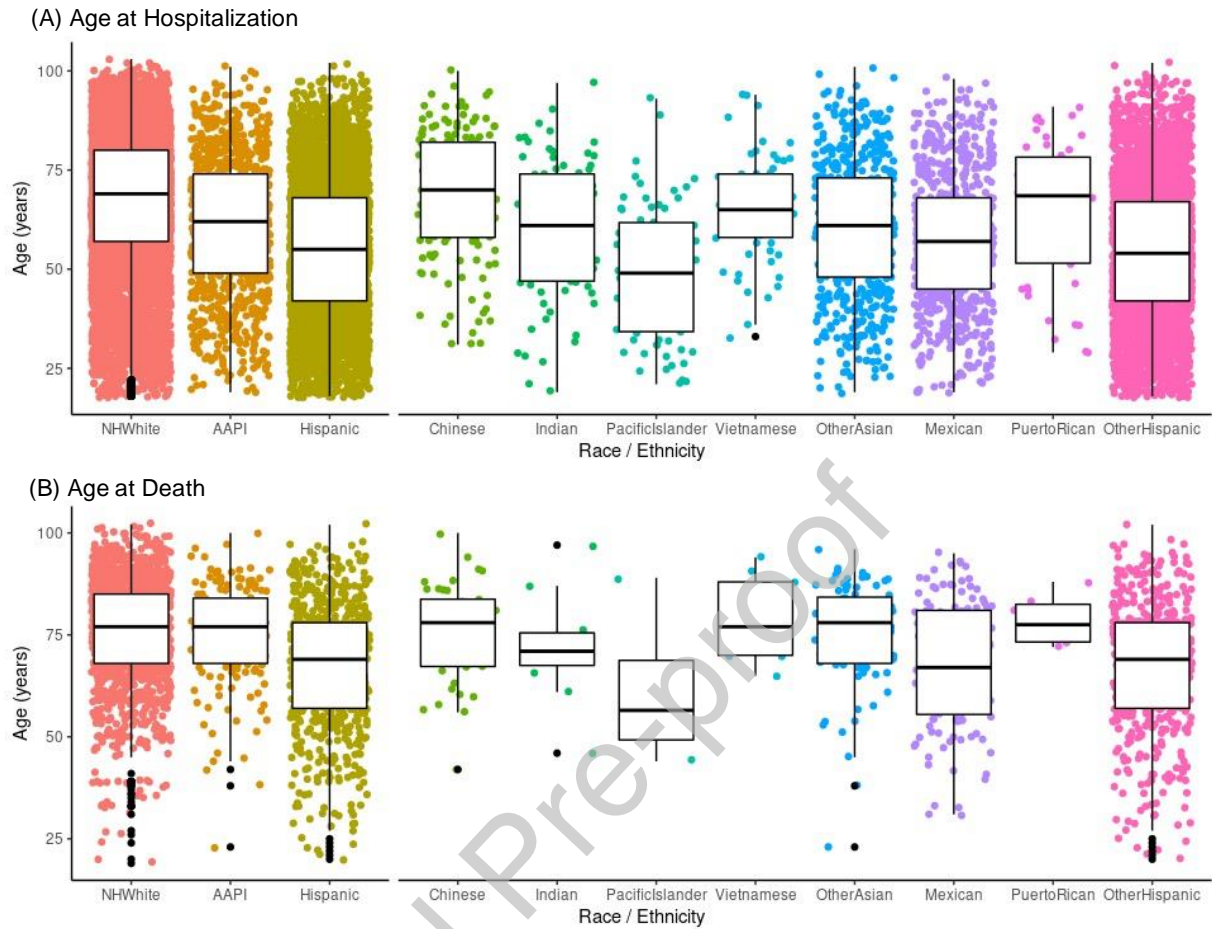 (A) Age at Hospitalization
Age (years)
100
75
50
25
NHWhite AAPI Hispanic Chinese Indian PacificIslander Vietnamese OtherAsian Mexican PuertoRican OtherHispanic
Race / Ethnicity
(B) Age at Death
Age (years)
100
75
50
25
NHWhite AAPI Hispanic Chinese Indian PacificIslander Vietnamese OtherAsian Mexican PuertoRican OtherHispanic
Race / Ethnicity
Pre-proof